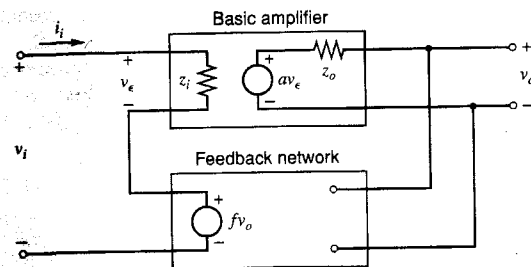 Basic amplifier
i_i
+
+
+
+
v_ε
z_i
av_ε
z_o
v_o
−
−
−
v_i
Feedback network
+
fv_o
−
−